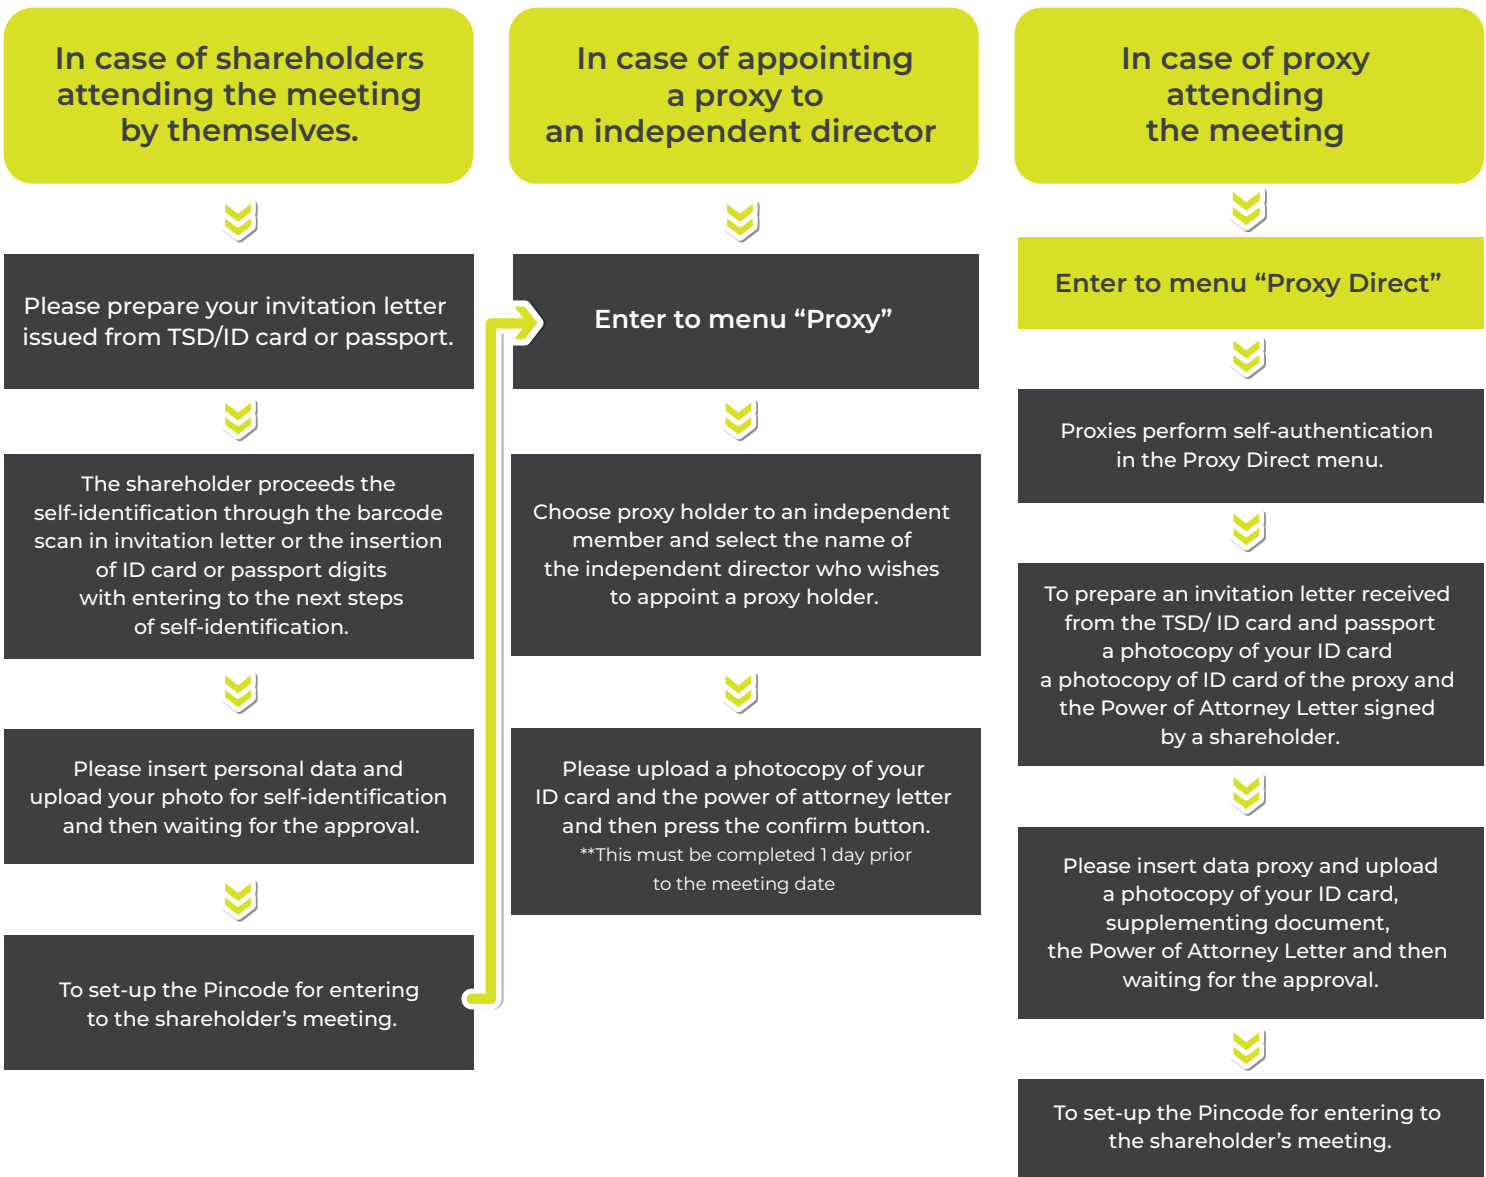 In case of shareholders
attending the meeting
by themselves.
Please prepare your invitation letter
issued from TSD/ID card or passport.
The shareholder proceeds the
self-identification through the barcode
scan in invitation letter or the insertion
of ID card or passport digits
with entering to the next steps
of self-identification.
Please insert personal data and
upload your photo for self-identification
and then waiting for the approval.
To set-up the Pincode for entering
to the shareholder’s meeting.
In case of appointing
a proxy to
an independent director
Enter to menu “Proxy”
Choose proxy holder to an independent
member and select the name of
the independent director who wishes
to appoint a proxy holder.
Please upload a photocopy of your
ID card and the power of attorney letter
and then press the confirm button.
**This must be completed 1 day prior
to the meeting date
In case of proxy
attending
the meeting
Enter to menu “Proxy Direct”
Proxies perform self-authentication
in the Proxy Direct menu.
To prepare an invitation letter received
from the TSD/ ID card and passport
a photocopy of your ID card
a photocopy of ID card of the proxy and
the Power of Attorney Letter signed
by a shareholder.
Please insert data proxy and upload
a photocopy of your ID card,
supplementing document,
the Power of Attorney Letter and then
waiting for the approval.
To set-up the Pincode for entering to
the shareholder’s meeting.